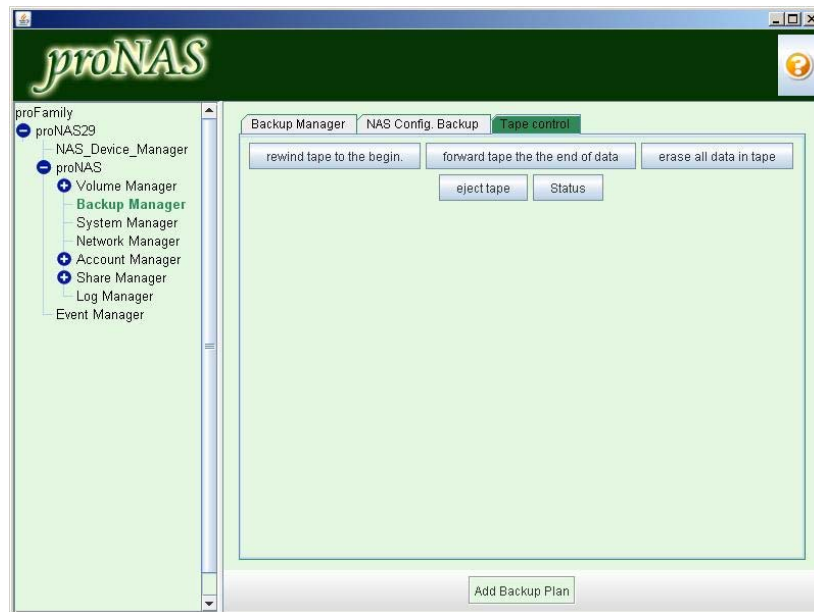 proNAS
proFamily
proNAS29
NAS_Device_Manager
proNAS
Volume Manager
Backup Manager
System Manager
Network Manager
Account Manager
Share Manager
Log Manager
Event Manager
Backup Manager NAS Config. Backup Tape control
rewind tape to the begin. forward tape the the end of data erase all data in tape
eject tape Status
Add Backup Plan